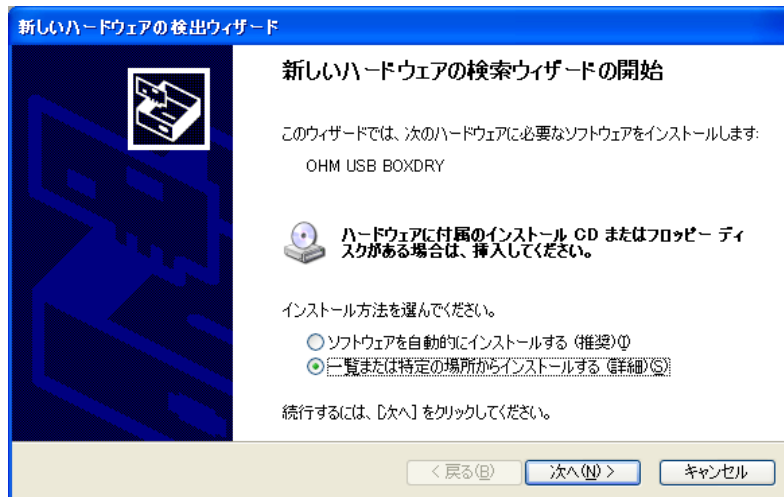 新しいハードウェアの検出ウィザード
新しいハードウェアの検索ウィザードの開始
このウィザードでは、次のハードウェアに必要なソフトウェアをインストールします:
OHM USB BOXDRY
ハードウェアに付属のインストール CD またはフロッピー ディ
スクがある場合は、挿入してください。
インストール方法を選んでください。
ソフトウェアを自動的にインストールする (推奨)(I)
一覧または特定の場所からインストールする (詳細)(S)
続行するには、[次へ] をクリックしてください。
< 戻る(B) 次へ(N) > キャンセル